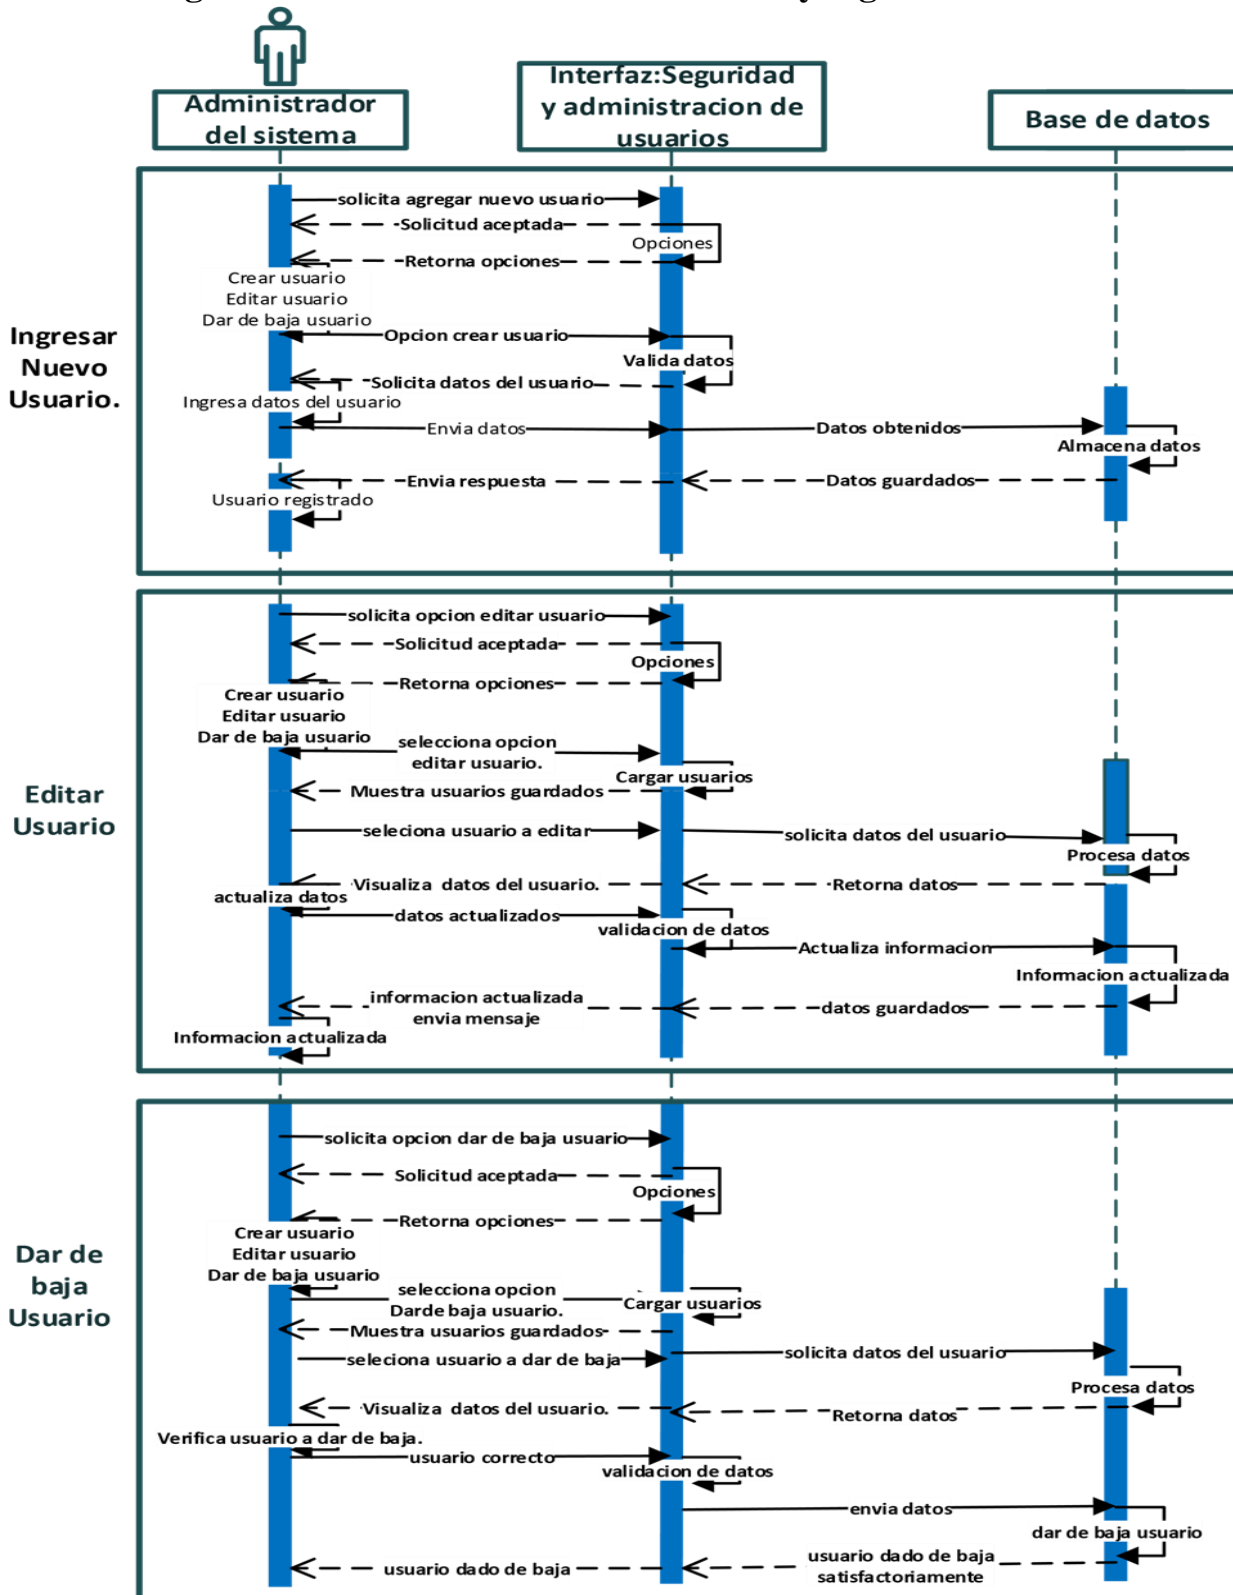 Administrador
del sistema
Interfaz:Seguridad
y administracion de
usuarios
Base de datos
Ingresar
Nuevo
Usuario.
solicita agregar nuevo usuario
Solicitud aceptada
Opciones
Retorna opciones
Crear usuario
Editar usuario
Dar de baja usuario
Opcion crear usuario
Valida datos
Solicita datos del usuario
Ingresa datos del usuario
Envia datos
Datos obtenidos
Almacena datos
Envia respuesta
Datos guardados
Usuario registrado
Editar
Usuario
solicita opcion editar usuario
Solicitud aceptada
Opciones
Retorna opciones
Crear usuario
Editar usuario
Dar de baja usuario
selecciona opcion
editar usuario.
Cargar usuarios
Muestra usuarios guardados
seleciona usuario a editar
solicita datos del usuario
Procesa datos
Visualiza datos del usuario.
Retorna datos
actualiza datos
datos actualizados
validacion de datos
Actualiza informacion
Informacion actualizada
informacion actualizada
envia mensaje
datos guardados
Informacion actualizada
Dar de
baja
Usuario
solicita opcion dar de baja usuario
Solicitud aceptada
Opciones
Retorna opciones
Crear usuario
Editar usuario
Dar de baja usuario
selecciona opcion
Darde baja usuario.
Cargar usuarios
Muestra usuarios guardados
seleciona usuario a dar de baja
solicita datos del usuario
Procesa datos
Visualiza datos del usuario.
Retorna datos
Verifica usuario a dar de baja.
usuario correcto
validacion de datos
envia datos
dar de baja usuario
usuario dado de baja
usuario dado de baja
satisfactoriamente